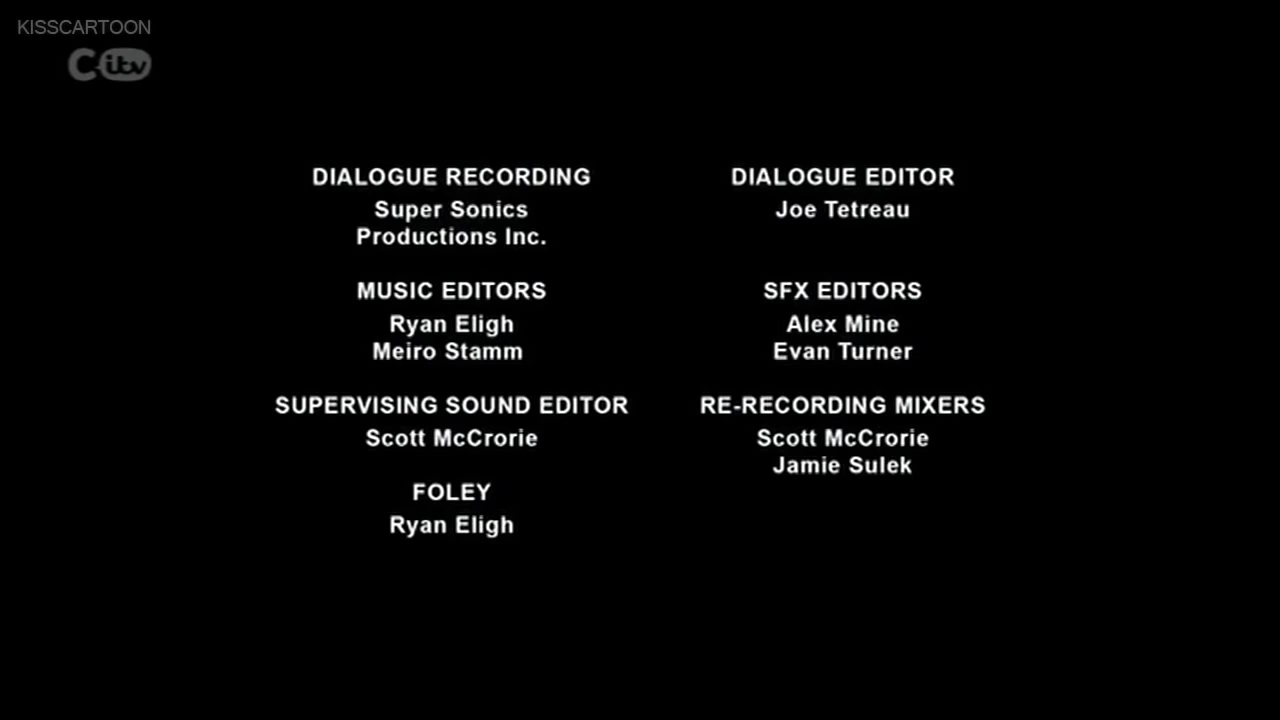 KISSCARTOON
Citv
DIALOGUE RECORDING
Super Sonics
Productions Inc.
DIALOGUE EDITOR
Joe Tetreau
MUSIC EDITORS
Ryan Eligh
Meiro Stamm
SFX EDITORS
Alex Mine
Evan Turner
SUPERVISING SOUND EDITOR
Scott McCrorie
RE-RECORDING MIXERS
Scott McCrorie
Jamie Sulek
FOLEY
Ryan Eligh